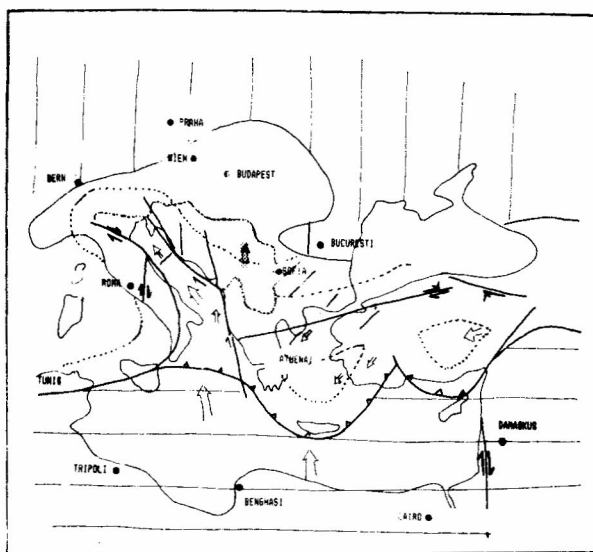 PRAHA
WIEN
BUDAPEST
BERN
BUCURESTI
SOFIA
ROMA
ATHENAI
TUNIS
DAMASKUS
TRIPOLI
BENGHASI
CAIRO